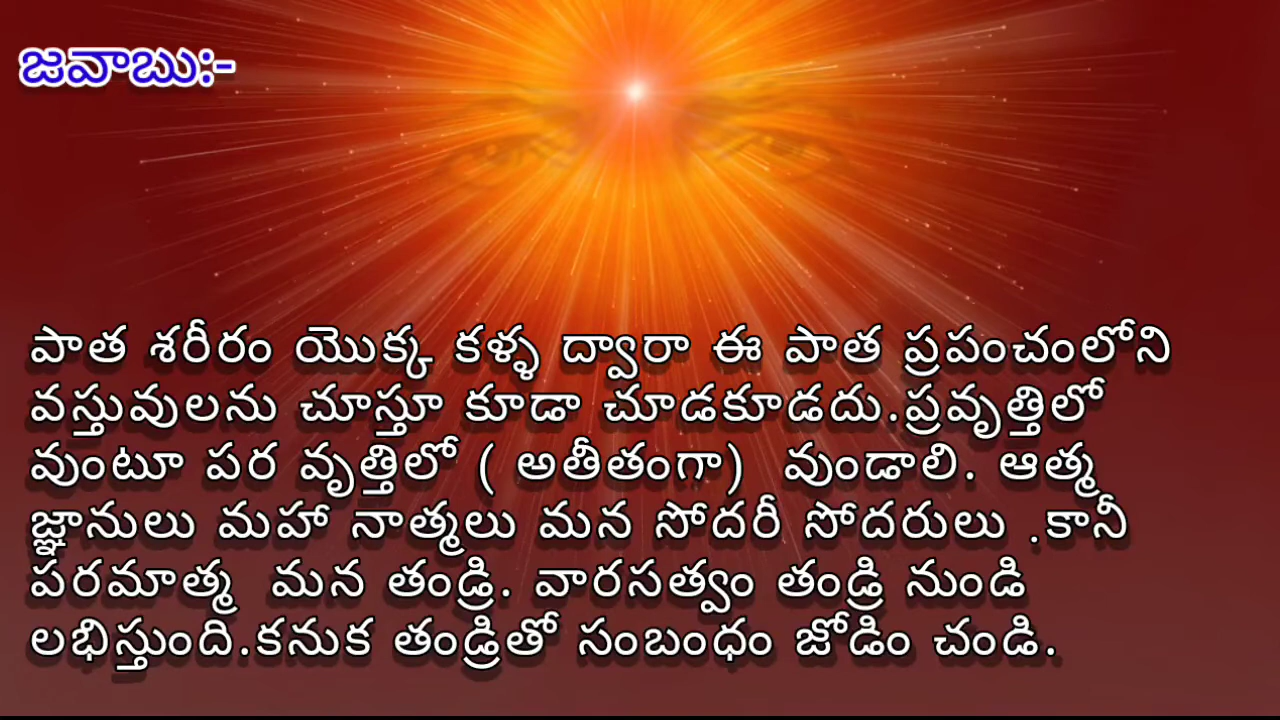 జవాబు:-
పాత శరీరం యొక్క కళ్ళ ద్వారా ఈ పాత ప్రపంచంలోని
వస్తువులను చూస్తూ కూడా చూడకూడదు.ప్రవృత్తిలో
వుంటూ పర వృత్తిలో ( అతీతంగా) వుండాలి. ఆత్మ
జ్ఞానులు మహా నాత్మలు మన సోదరీ సోదరులు .కానీ
పరమాత్మ మన తండ్రి. వారసత్వం తండ్రి నుండి
లభిస్తుంది.కనుక తండ్రితో సంబంధం జోడిం చండి.